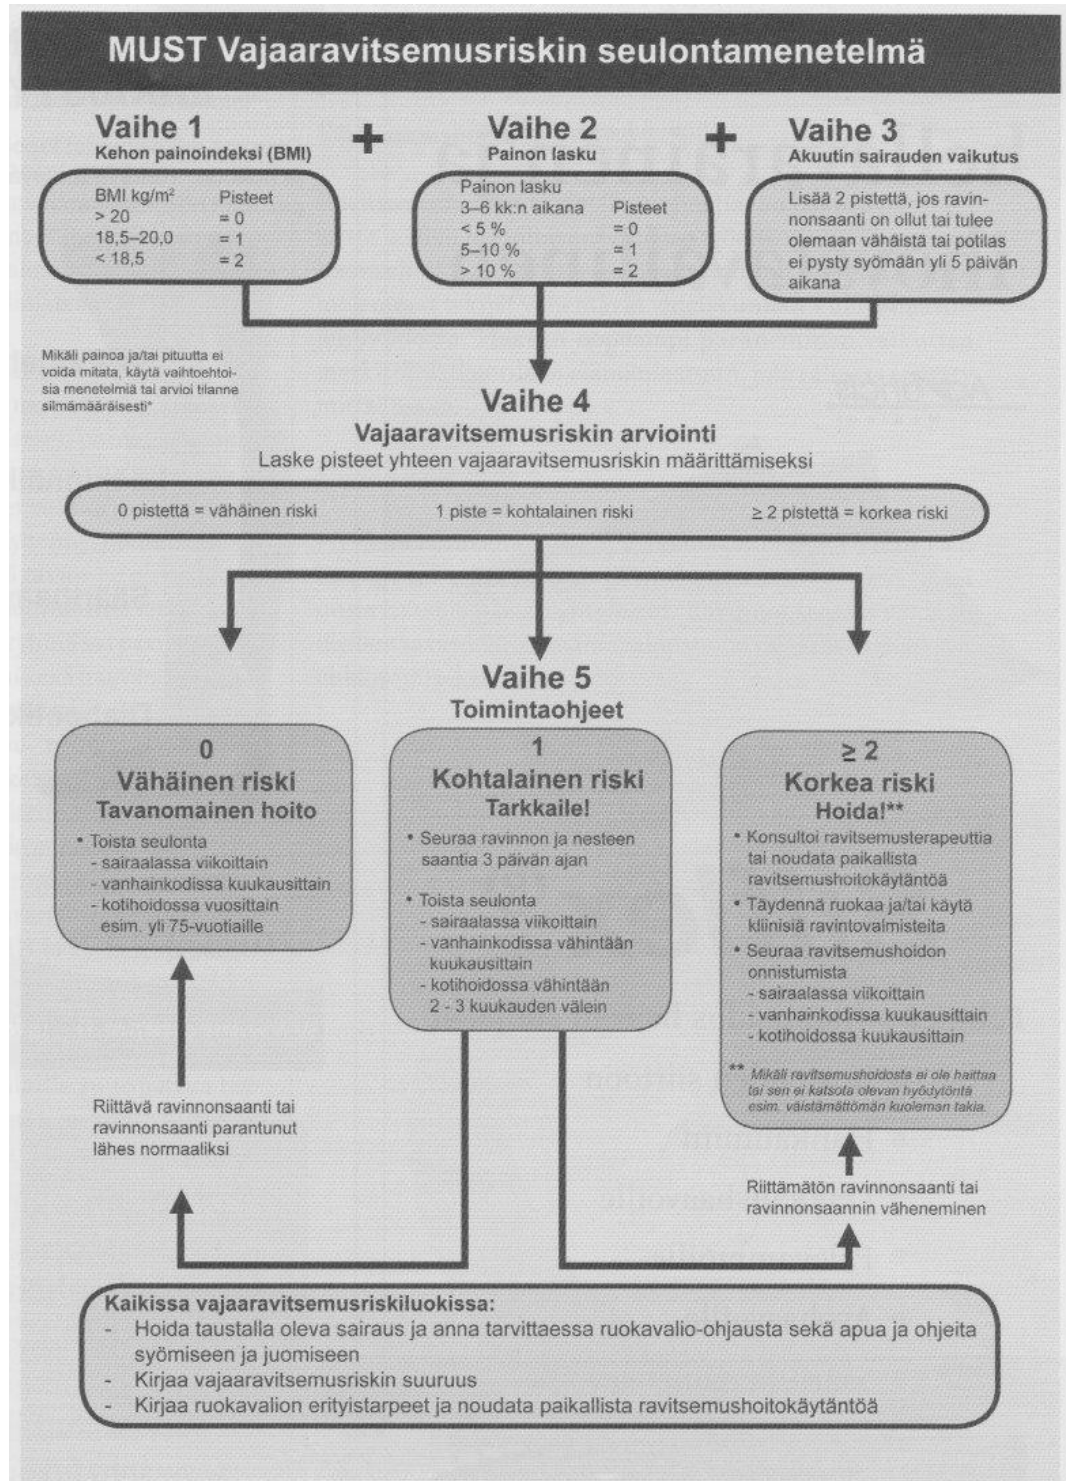 MUST Vajaaravitsemusriskin seulontamenetelmä
Vaihe 1
Kehon painoindeksi (BMI)
BMI kg/m² Pisteet
> 20 = 0
18,5–20,0 = 1
< 18,5 = 2
+
Vaihe 2
Painon lasku
Painon lasku
3–6 kk:n aikana Pisteet
< 5 % = 0
5–10 % = 1
> 10 % = 2
+
Vaihe 3
Akuutin sairauden vaikutus
Lisää 2 pistettä, jos ravin-
nonsaanti on ollut tai tulee
olemaan vähäistä tai potilas
ei pysty syömään yli 5 päivän
aikana
Mikäli painoa ja/tai pituutta ei
voida mitata, käytä vaihtoehtoi-
sia menetelmiä tai arvioi tilanne
silmämääräisesti*
Vaihe 4
Vajaaravitsemusriskin arviointi
Laske pisteet yhteen vajaaravitsemusriskin määrittämiseksi
0 pistettä = vähäinen riski 1 piste = kohtalainen riski ≥ 2 pistettä = korkea riski
Vaihe 5
Toimintaohjeet
0
Vähäinen riski
Tavanomainen hoito
• Toista seulonta
- sairaalassa viikoittain
- vanhainkodissa kuukausittain
- kotihoidossa vuosittain
esim. yli 75-vuotiaille
1
Kohtalainen riski
Tarkkaile!
• Seuraa ravinnon ja nesteen
saantia 3 päivän ajan
• Toista seulonta
- sairaalassa viikoittain
- vanhainkodissa vähintään
kuukausittain
- kotihoidossa vähintään
2 - 3 kuukauden välein
≥ 2
Korkea riski
Hoida!**
• Konsultoi ravitsemusterapeuttia
tai noudata paikallista
ravitsemushoitokäytäntöä
• Täydennä ruokaa ja/tai käytä
kliinisiä ravintovalmisteita
• Seuraa ravitsemushoidon
onnistumista
- sairaalassa viikoittain
- vanhainkodissa kuukausittain
- kotihoidossa kuukausittain
** Mikäli ravitsemushoidosta ei ole haittaa
tai sen ei katsota olevan hyödytöntä
esim. väistämättömän kuoleman takia.
Riittävä ravinnonsaanti tai
ravinnonsaanti parantunut
lähes normaaliksi
Riittämätön ravinnonsaanti tai
ravinnonsaannin väheneminen
Kaikissa vajaaravitsemusriskiluokissa:
- Hoida taustalla oleva sairaus ja anna tarvittaessa ruokavalio-ohjausta sekä apua ja ohjeita
syömiseen ja juomiseen
- Kirjaa vajaaravitsemusriskin suuruus
- Kirjaa ruokavalion erityistarpeet ja noudata paikallista ravitsemushoitokäytäntöä